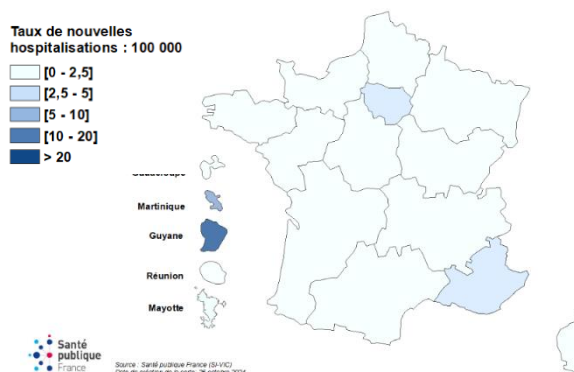 Taux de nouvelles
hospitalisations : 100 000
[0 - 2,5]
[2,5 - 5]
[5 - 10]
[10 - 20]
> 20
Guadeloupe
Martinique
Guyane
Réunion
Mayotte
Santé
publique
France
Source : Santé publique France (SI-VIC)